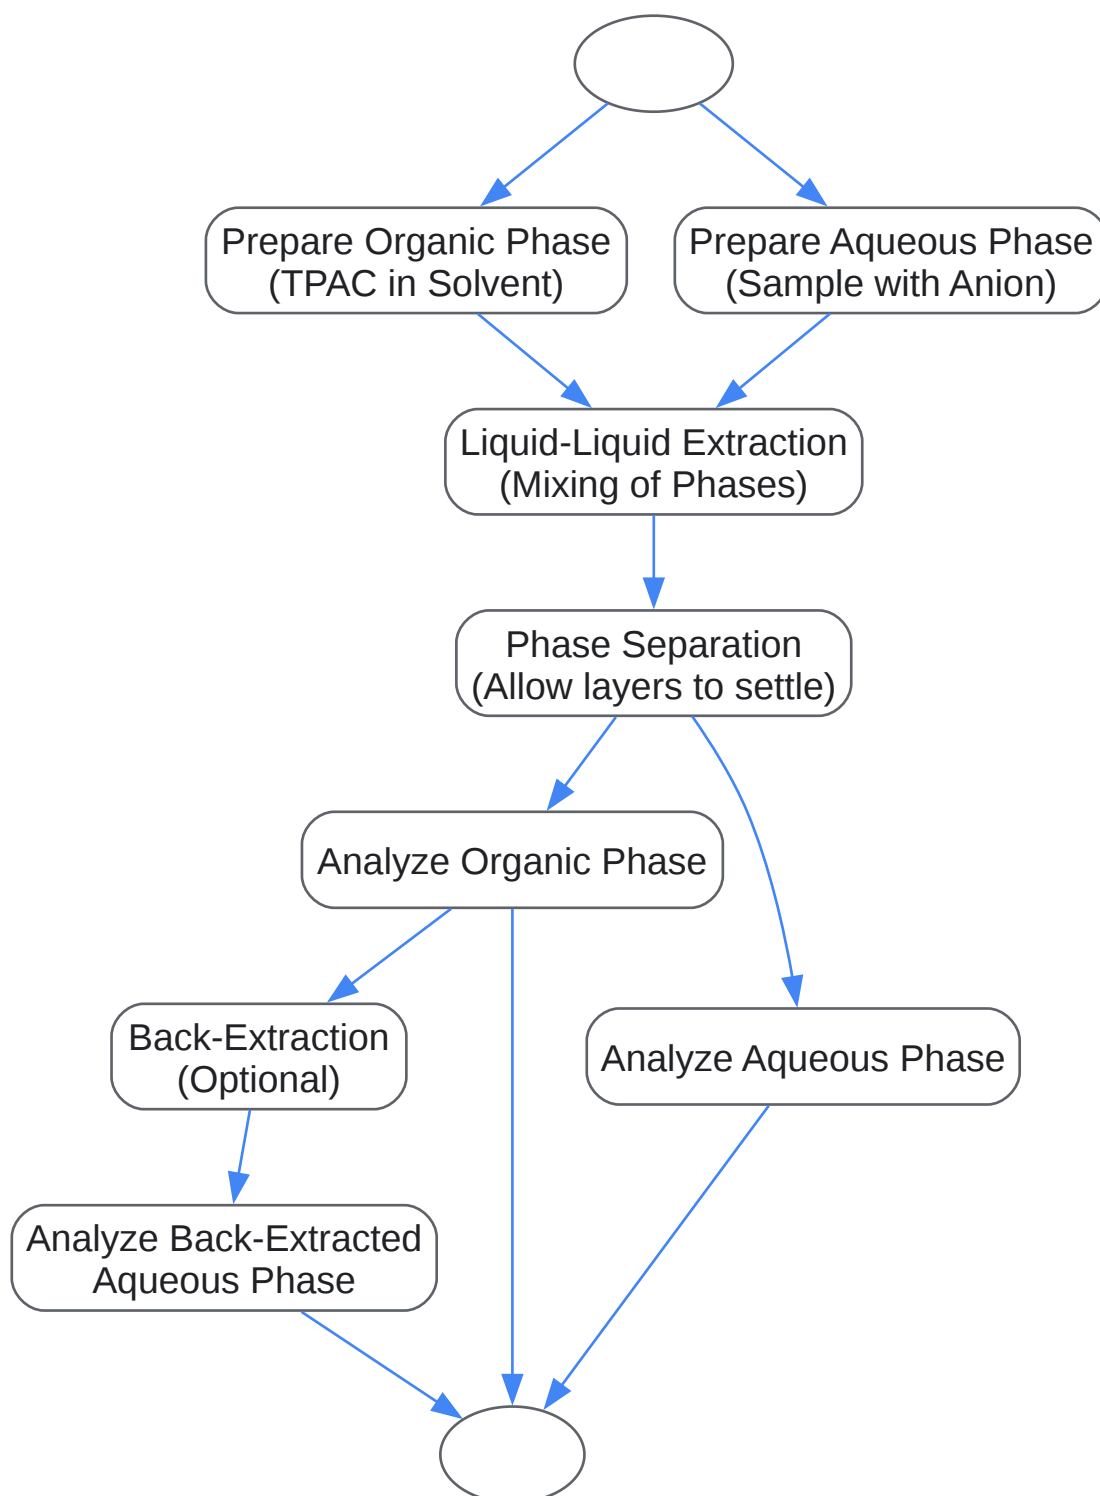 Prepare Organic Phase
(TPAC in Solvent)
Prepare Aqueous Phase
(Sample with Anion)
Liquid-Liquid Extraction
(Mixing of Phases)
Phase Separation
(Allow layers to settle)
Analyze Organic Phase
Back-Extraction
(Optional)
Analyze Aqueous Phase
Analyze Back-Extracted
Aqueous Phase